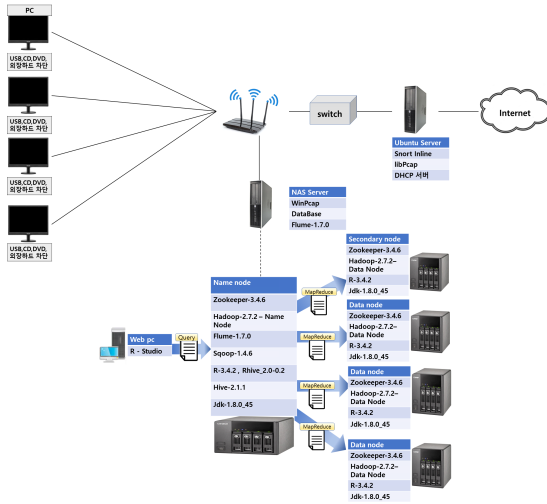 PC
USB,CD,DVD,
외장하드 차단
USB,CD,DVD,
외장하드 차단
USB,CD,DVD,
외장하드 차단
USB,CD,DVD,
외장하드 차단
switch
Internet
Ubuntu Server
Snort Inline
libPcap
DHCP 서버
NAS Server
WinPcap
DataBase
Flume-1.7.0
Web pc
R - Studio
Query
Name node
Zookeeper-3.4.6
Hadoop-2.7.2 – Name
Node
Flume-1.7.0
Sqoop-1.4.6
R-3.4.2 , Rhive_2.0-0.2
Hive-2.1.1
Jdk-1.8.0_45
MapReduce
MapReduce
MapReduce
MapReduce
Secondary node
Zookeeper-3.4.6
Hadoop-2.7.2–
Data Node
R-3.4.2
Jdk-1.8.0_45
Data node
Zookeeper-3.4.6
Hadoop-2.7.2–
Data Node
R-3.4.2
Jdk-1.8.0_45
Data node
Zookeeper-3.4.6
Hadoop-2.7.2–
Data Node
R-3.4.2
Jdk-1.8.0_45
Data node
Zookeeper-3.4.6
Hadoop-2.7.2–
Data Node
R-3.4.2
Jdk-1.8.0_45